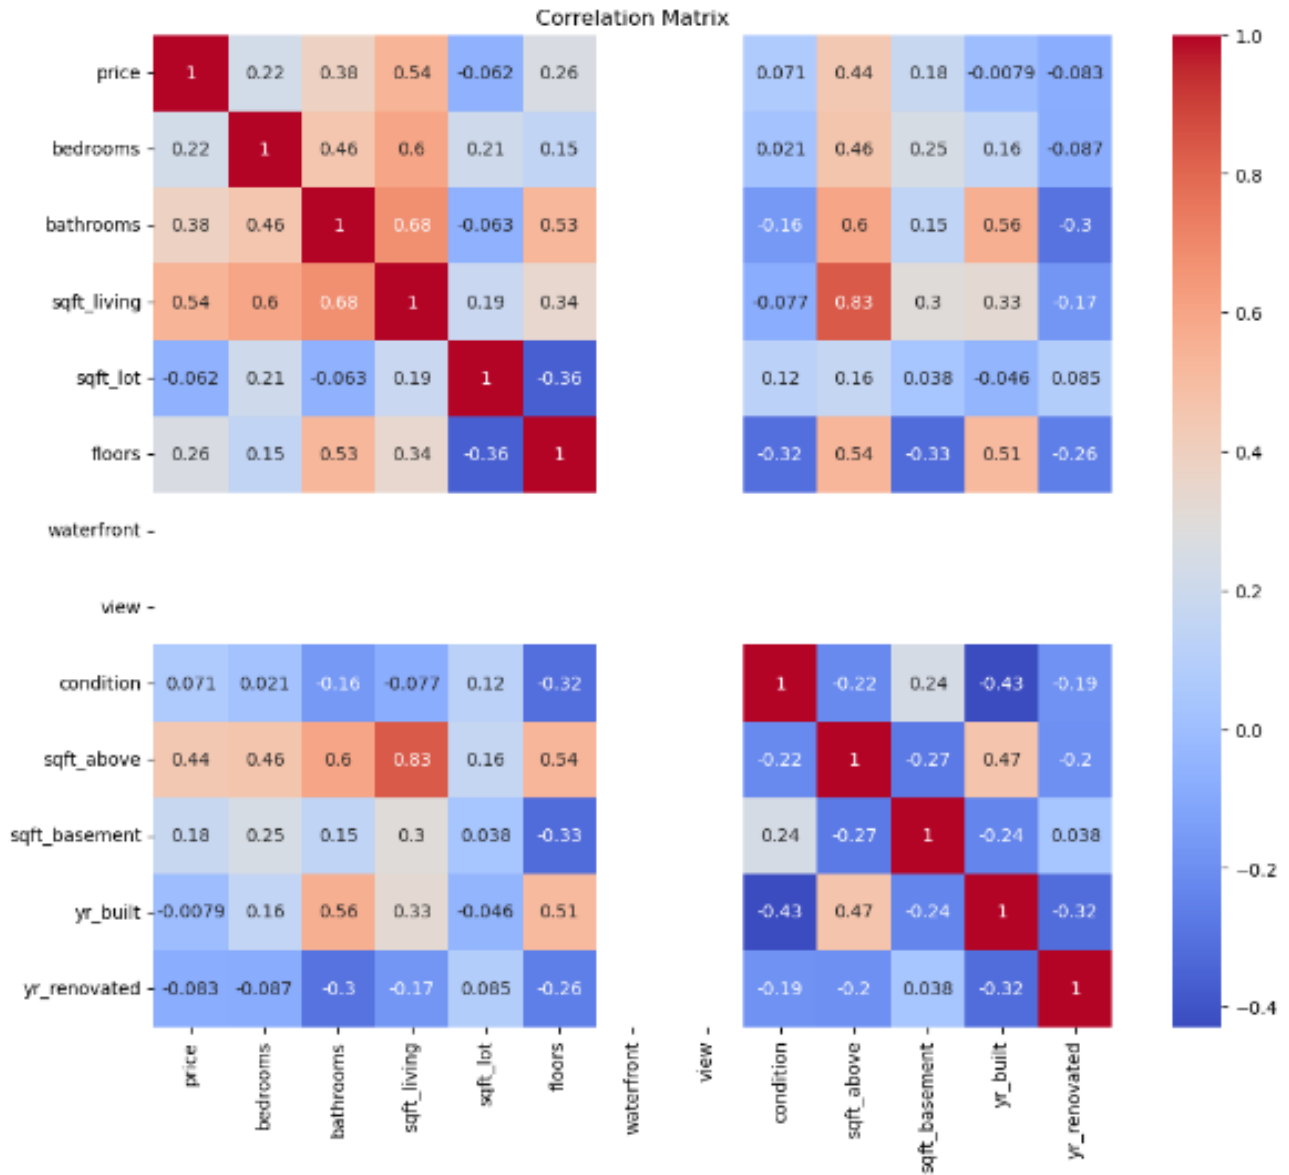 Correlation Matrix
price 1 0.22 0.38 0.54 -0.062 0.26 0.071 0.44 0.18 -0.0079 -0.083
bedrooms 0.22 1 0.46 0.6 0.21 0.15 0.021 0.46 0.25 0.16 -0.087
bathrooms 0.38 0.46 1 0.68 -0.063 0.53 -0.16 0.6 0.15 0.56 -0.3
sqft_living 0.54 0.6 0.68 1 0.19 0.34 -0.077 0.83 0.3 0.33 -0.17
sqft_lot -0.062 0.21 -0.063 0.19 1 -0.36 0.12 0.16 0.038 -0.046 0.085
floors 0.26 0.15 0.53 0.34 -0.36 1 -0.32 0.54 -0.33 0.51 -0.26
waterfront
view
condition 0.071 0.021 -0.16 -0.077 0.12 -0.32 1 -0.22 0.24 -0.43 -0.19
sqft_above 0.44 0.46 0.6 0.83 0.16 0.54 -0.22 1 -0.27 0.47 -0.2
sqft_basement 0.18 0.25 0.15 0.3 0.038 -0.33 0.24 -0.27 1 -0.24 0.038
yr_built -0.0079 0.16 0.56 0.33 -0.046 0.51 -0.43 0.47 -0.24 1 -0.32
yr_renovated -0.083 -0.087 -0.3 -0.17 0.085 -0.26 -0.19 -0.2 0.038 -0.32 1
price bedrooms bathrooms sqft_living sqft_lot floors waterfront view condition sqft_above sqft_basement yr_built yr_renovated
1.0
0.8
0.6
0.4
0.2
0.0
−0.2
−0.4